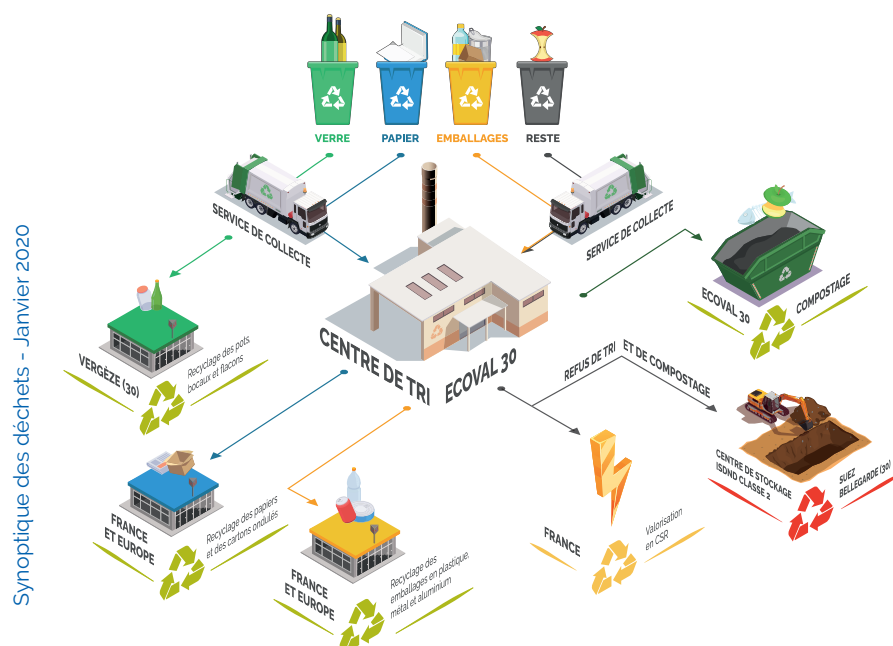 Synoptique des déchets - Janvier 2020
VERRE
PAPIER
EMBALLAGES
RESTE
SERVICE DE COLLECTE
SERVICE DE COLLECTE
ECOVAL 30
COMPOSTAGE
CENTRE DE TRI ECOVAL 30
VERGÈZE (30)
Recyclage des pots,
bocaux et flacons
REFUS DE TRI ET DE COMPOSTAGE
CENTRE DE STOCKAGE
ISDND CLASSE 2
SUEZ
BELLEGARDE (30)
FRANCE
ET EUROPE
Recyclage des papiers
et des cartons ondulés
FRANCE
ET EUROPE
Recyclage des
emballages en plastique,
métal et aluminium
FRANCE
Valorisation
en CSR